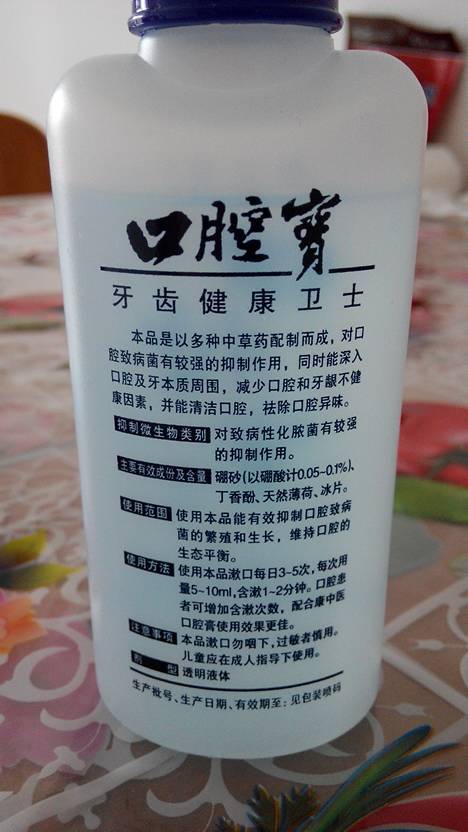 口腔寶
牙齿健康卫士
本品是以多种中草药配制而成，对口
腔致病菌有较强的抑制作用，同时能深入
口腔及牙本质周围，减少口腔和牙龈不健
康因素，并能清洁口腔，祛除口腔异味。
抑制微生物类别 对致病性化脓菌有较强
的抑制作用。
主要有效成份及含量 硼砂(以硼酸计0.05~0.1%)、
丁香酚、天然薄荷、冰片。
使用范围 使用本品能有效抑制口腔致病
菌的繁殖和生长，维持口腔的
生态平衡。
使用方法 使用本品漱口每日3~5次，每次用
量5~10ml，含漱1~2分钟。口腔患
者可增加含漱次数，配合康中医
口腔膏使用效果更佳。
注意事项 本品漱口勿咽下，过敏者慎用。
儿童应在成人指导下使用。
剂 型 透明液体
生产批号、生产日期、有效期至：见包装喷码